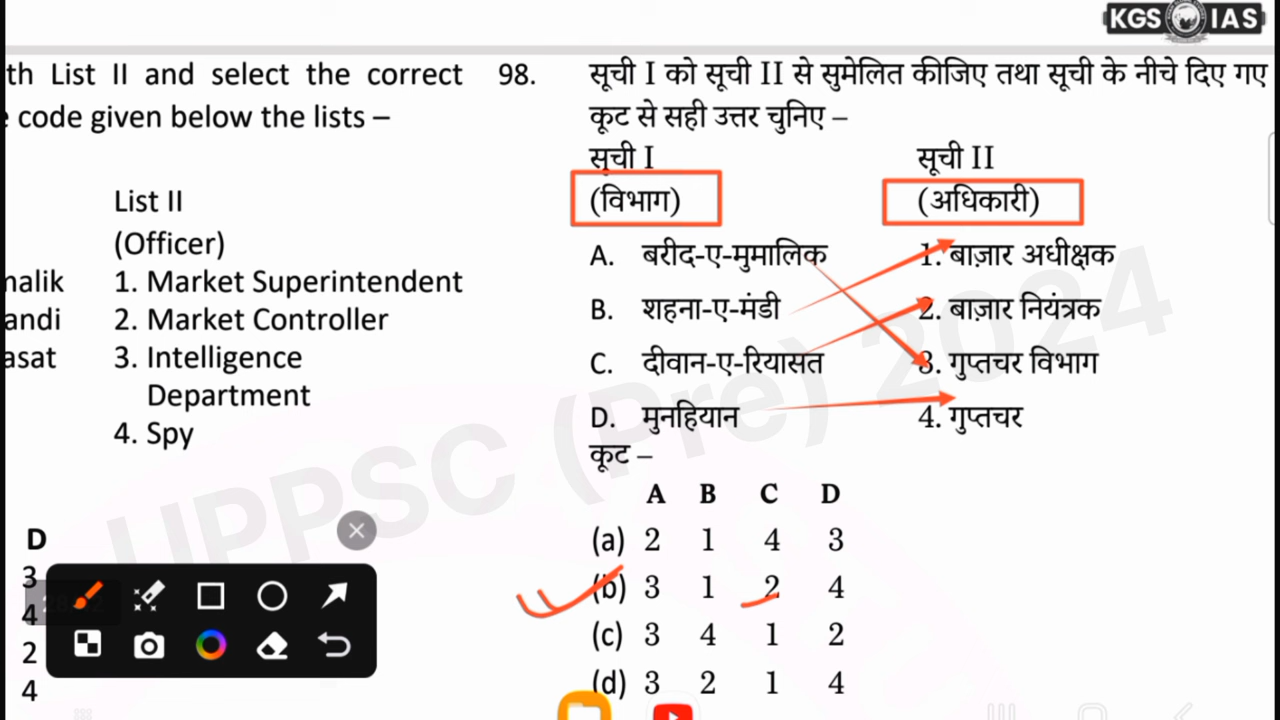 KGS IAS
th List II and select the correct
code given below the lists –
List II
(Officer)
malik 1. Market Superintendent
andi 2. Market Controller
asat 3. Intelligence
Department
4. Spy
D
3
4
2
4
98. सूची I को सूची II से सुमेलित कीजिए तथा सूची के नीचे दिए गए
कूट से सही उत्तर चुनिए –
सूची I सूची II
(विभाग) (अधिकारी)
A. बरीद-ए-मुमालिक 1. बाज़ार अधीक्षक
B. शहना-ए-मंडी 2. बाज़ार नियंत्रक
C. दीवान-ए-रियासत 3. गुप्तचर विभाग
D. मुनहियान 4. गुप्तचर
कूट –
A B C D
(a) 2 1 4 3
(b) 3 1 2 4
(c) 3 4 1 2
(d) 3 2 1 4
UPPSC (Pre) 2024